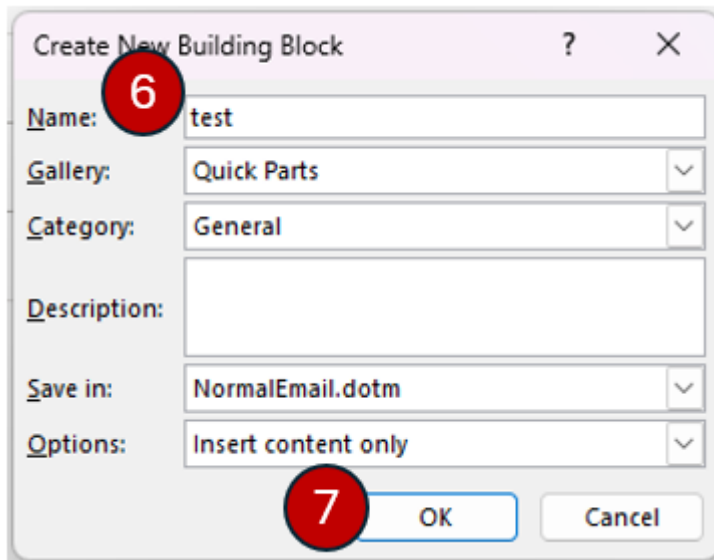 Create New Building Block ? ×
6
Name: test
Gallery: Quick Parts
Category: General
Description:
Save in: NormalEmail.dotm
Options: Insert content only
7 OK Cancel